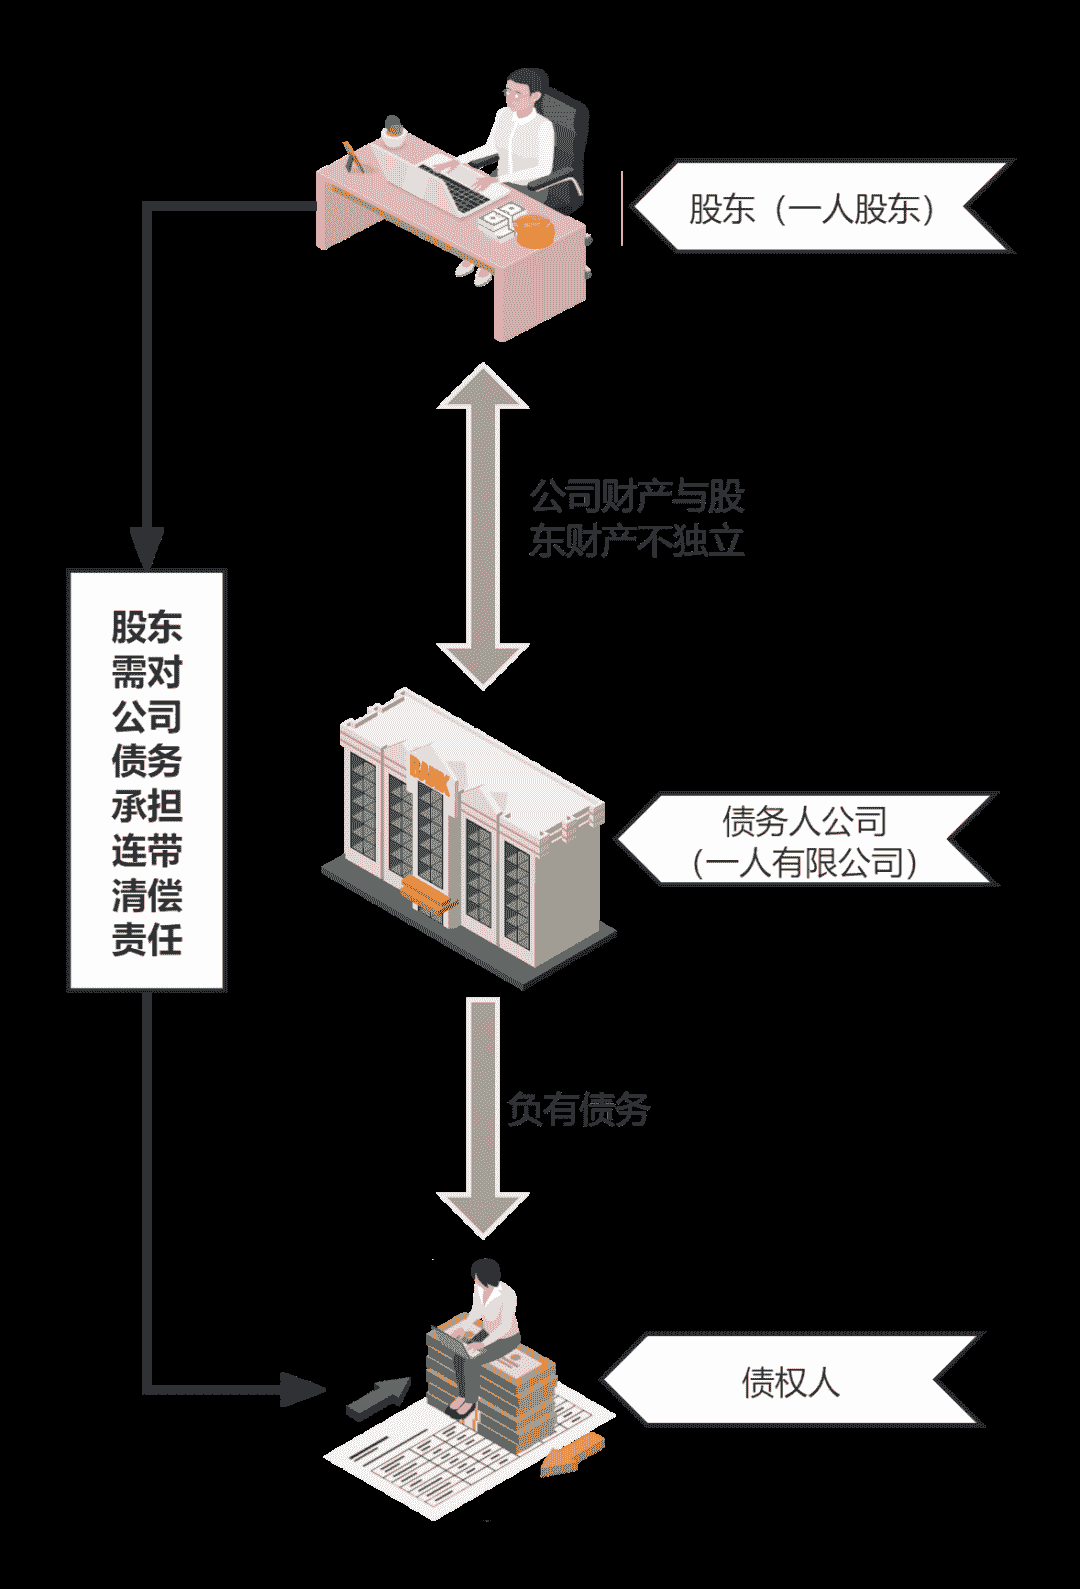 股东（一人股东）
公司财产与股
东财产不独立
股东
需对
公司
债务
承担
连带
清偿
责任
BANK
债务人公司
（一人有限公司）
负有债务
债权人